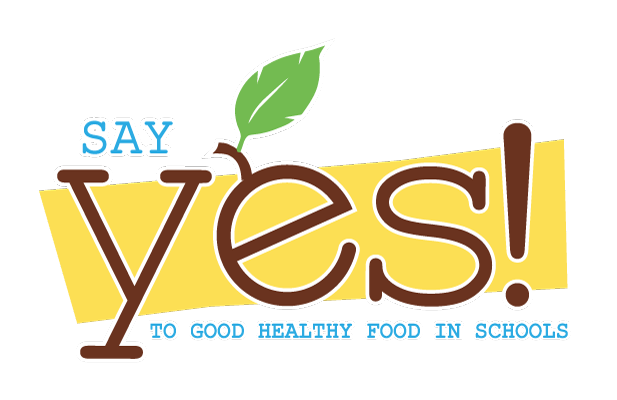 SAY
yes!
TO GOOD HEALTHY FOOD IN SCHOOLS